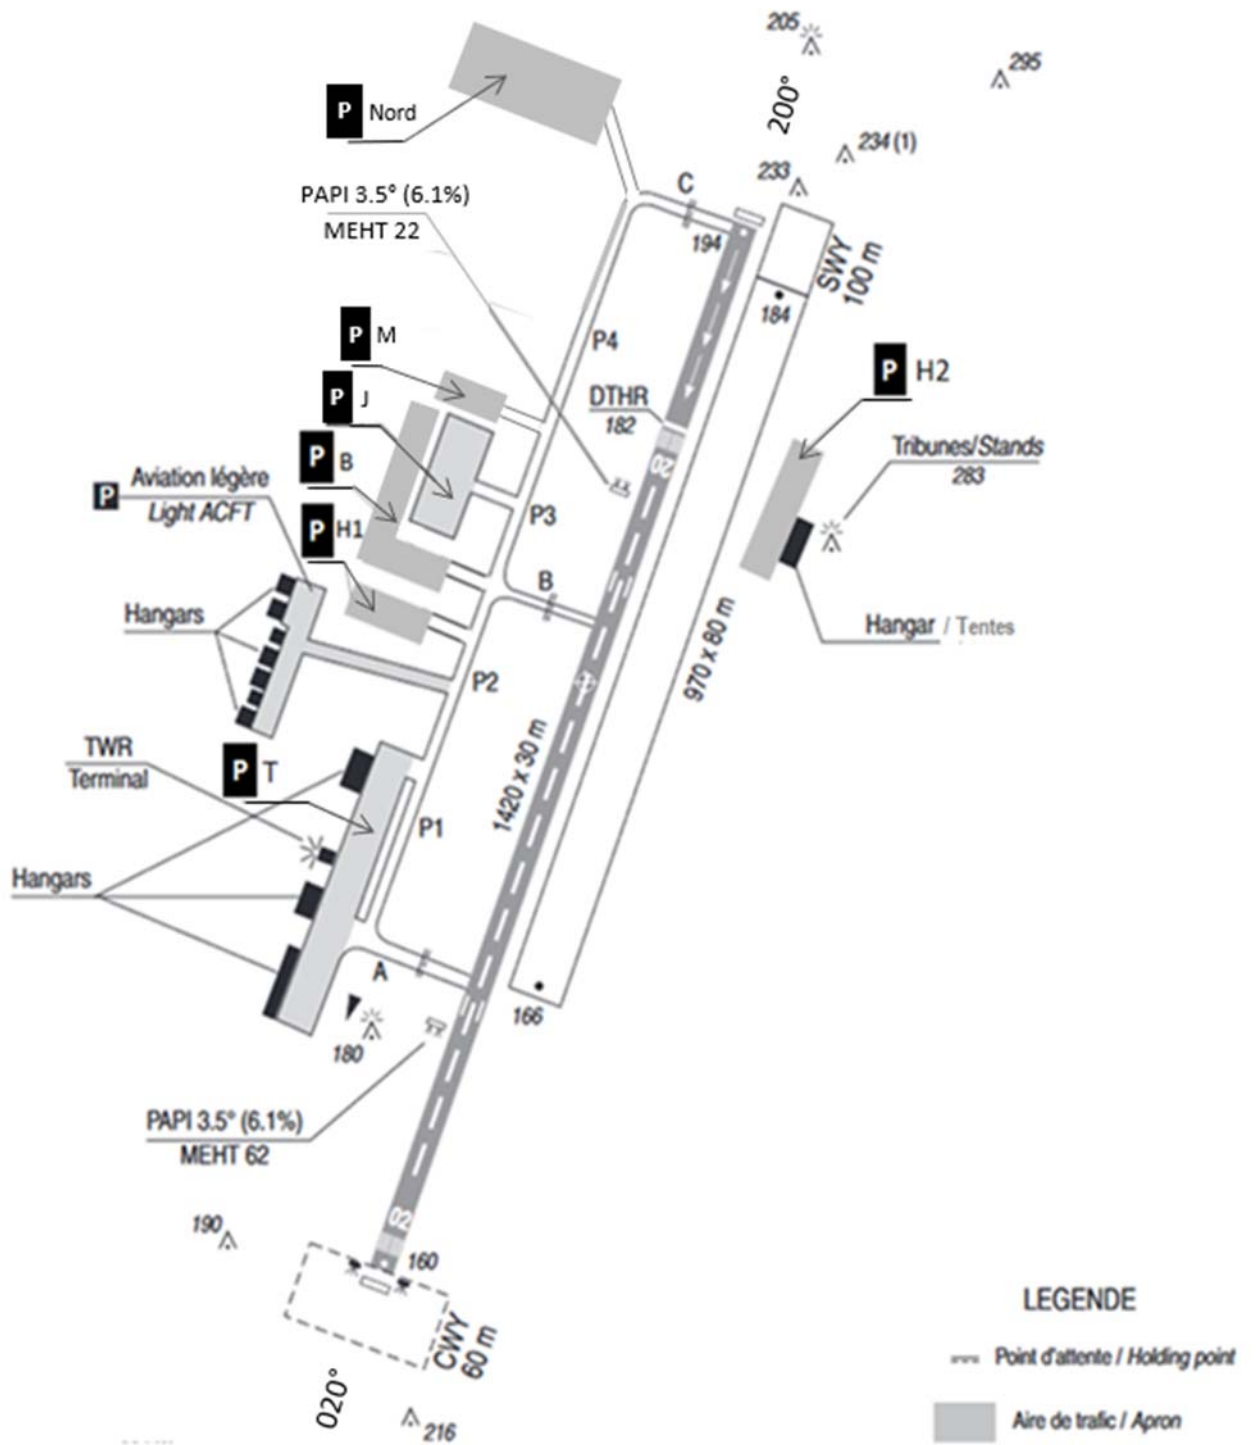 205
200°
295
P Nord
234 (1)
PAPI 3.5° (6.1%)
MEHT 22
C
233
194
SWY
100 m
184
P M
P4
P H2
P J
DTHR
182
Tribunes/Stands
283
P B
Aviation légère
P
Light ACFT
P H1
P3
20
B
Hangars
Hangar / Tentes
970 x 80 m
P2
TWR
Terminal
P T
1420 x 30 m
P1
Hangars
A
166
180
PAPI 3.5° (6.1%)
MEHT 62
02
190
160
CWY
60 m
020°
216
LEGENDE
Point d'attente / Holding point
Aire de trafic / Apron